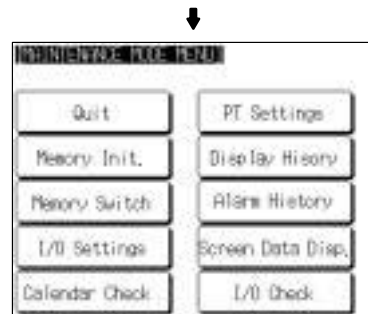 [MAINTENANCE MODE MENU]
Quit
PT Settings
Memory Init.
Display Hisory
Memory Switch
Alarm History
I/O Settings
Screen Data Disp.
Calendar Check
I/O Check